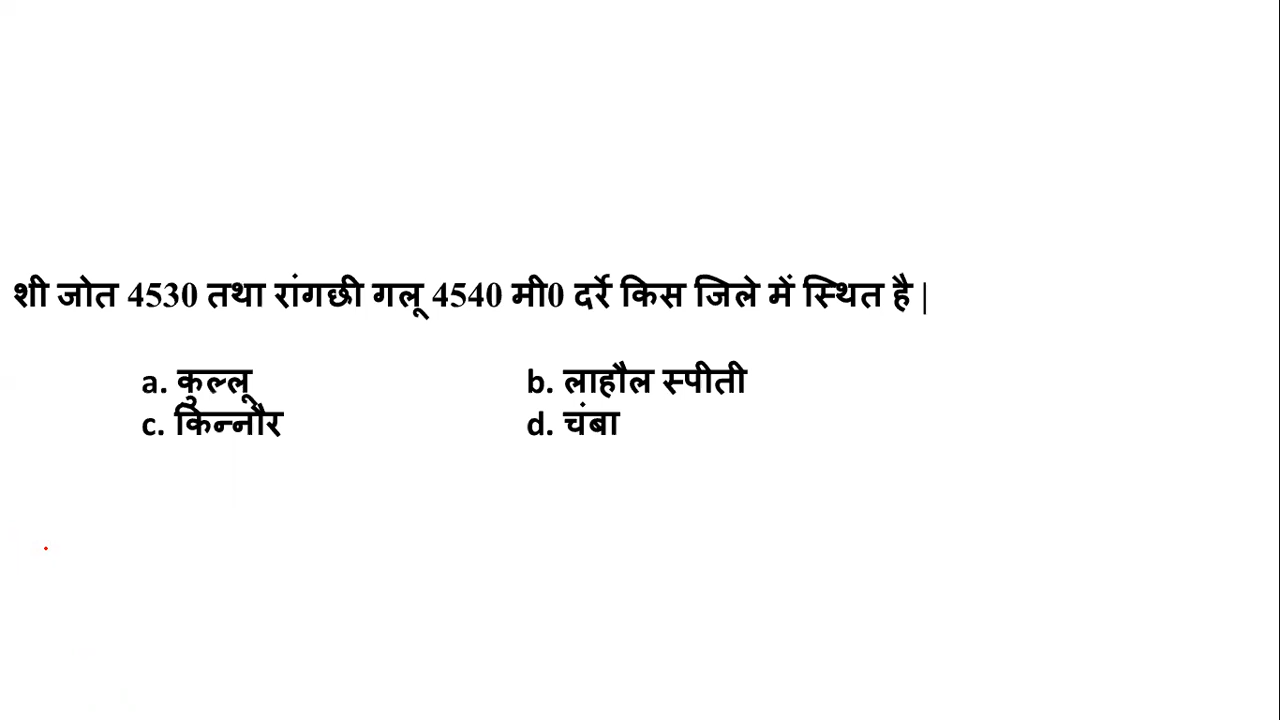 शी जोत 4530 तथा रांगछी गलू 4540 मी0 दर्रे किस जिले में स्थित है |
a. कुल्लू b. लाहौल स्पीती
c. किन्नौर d. चंबा